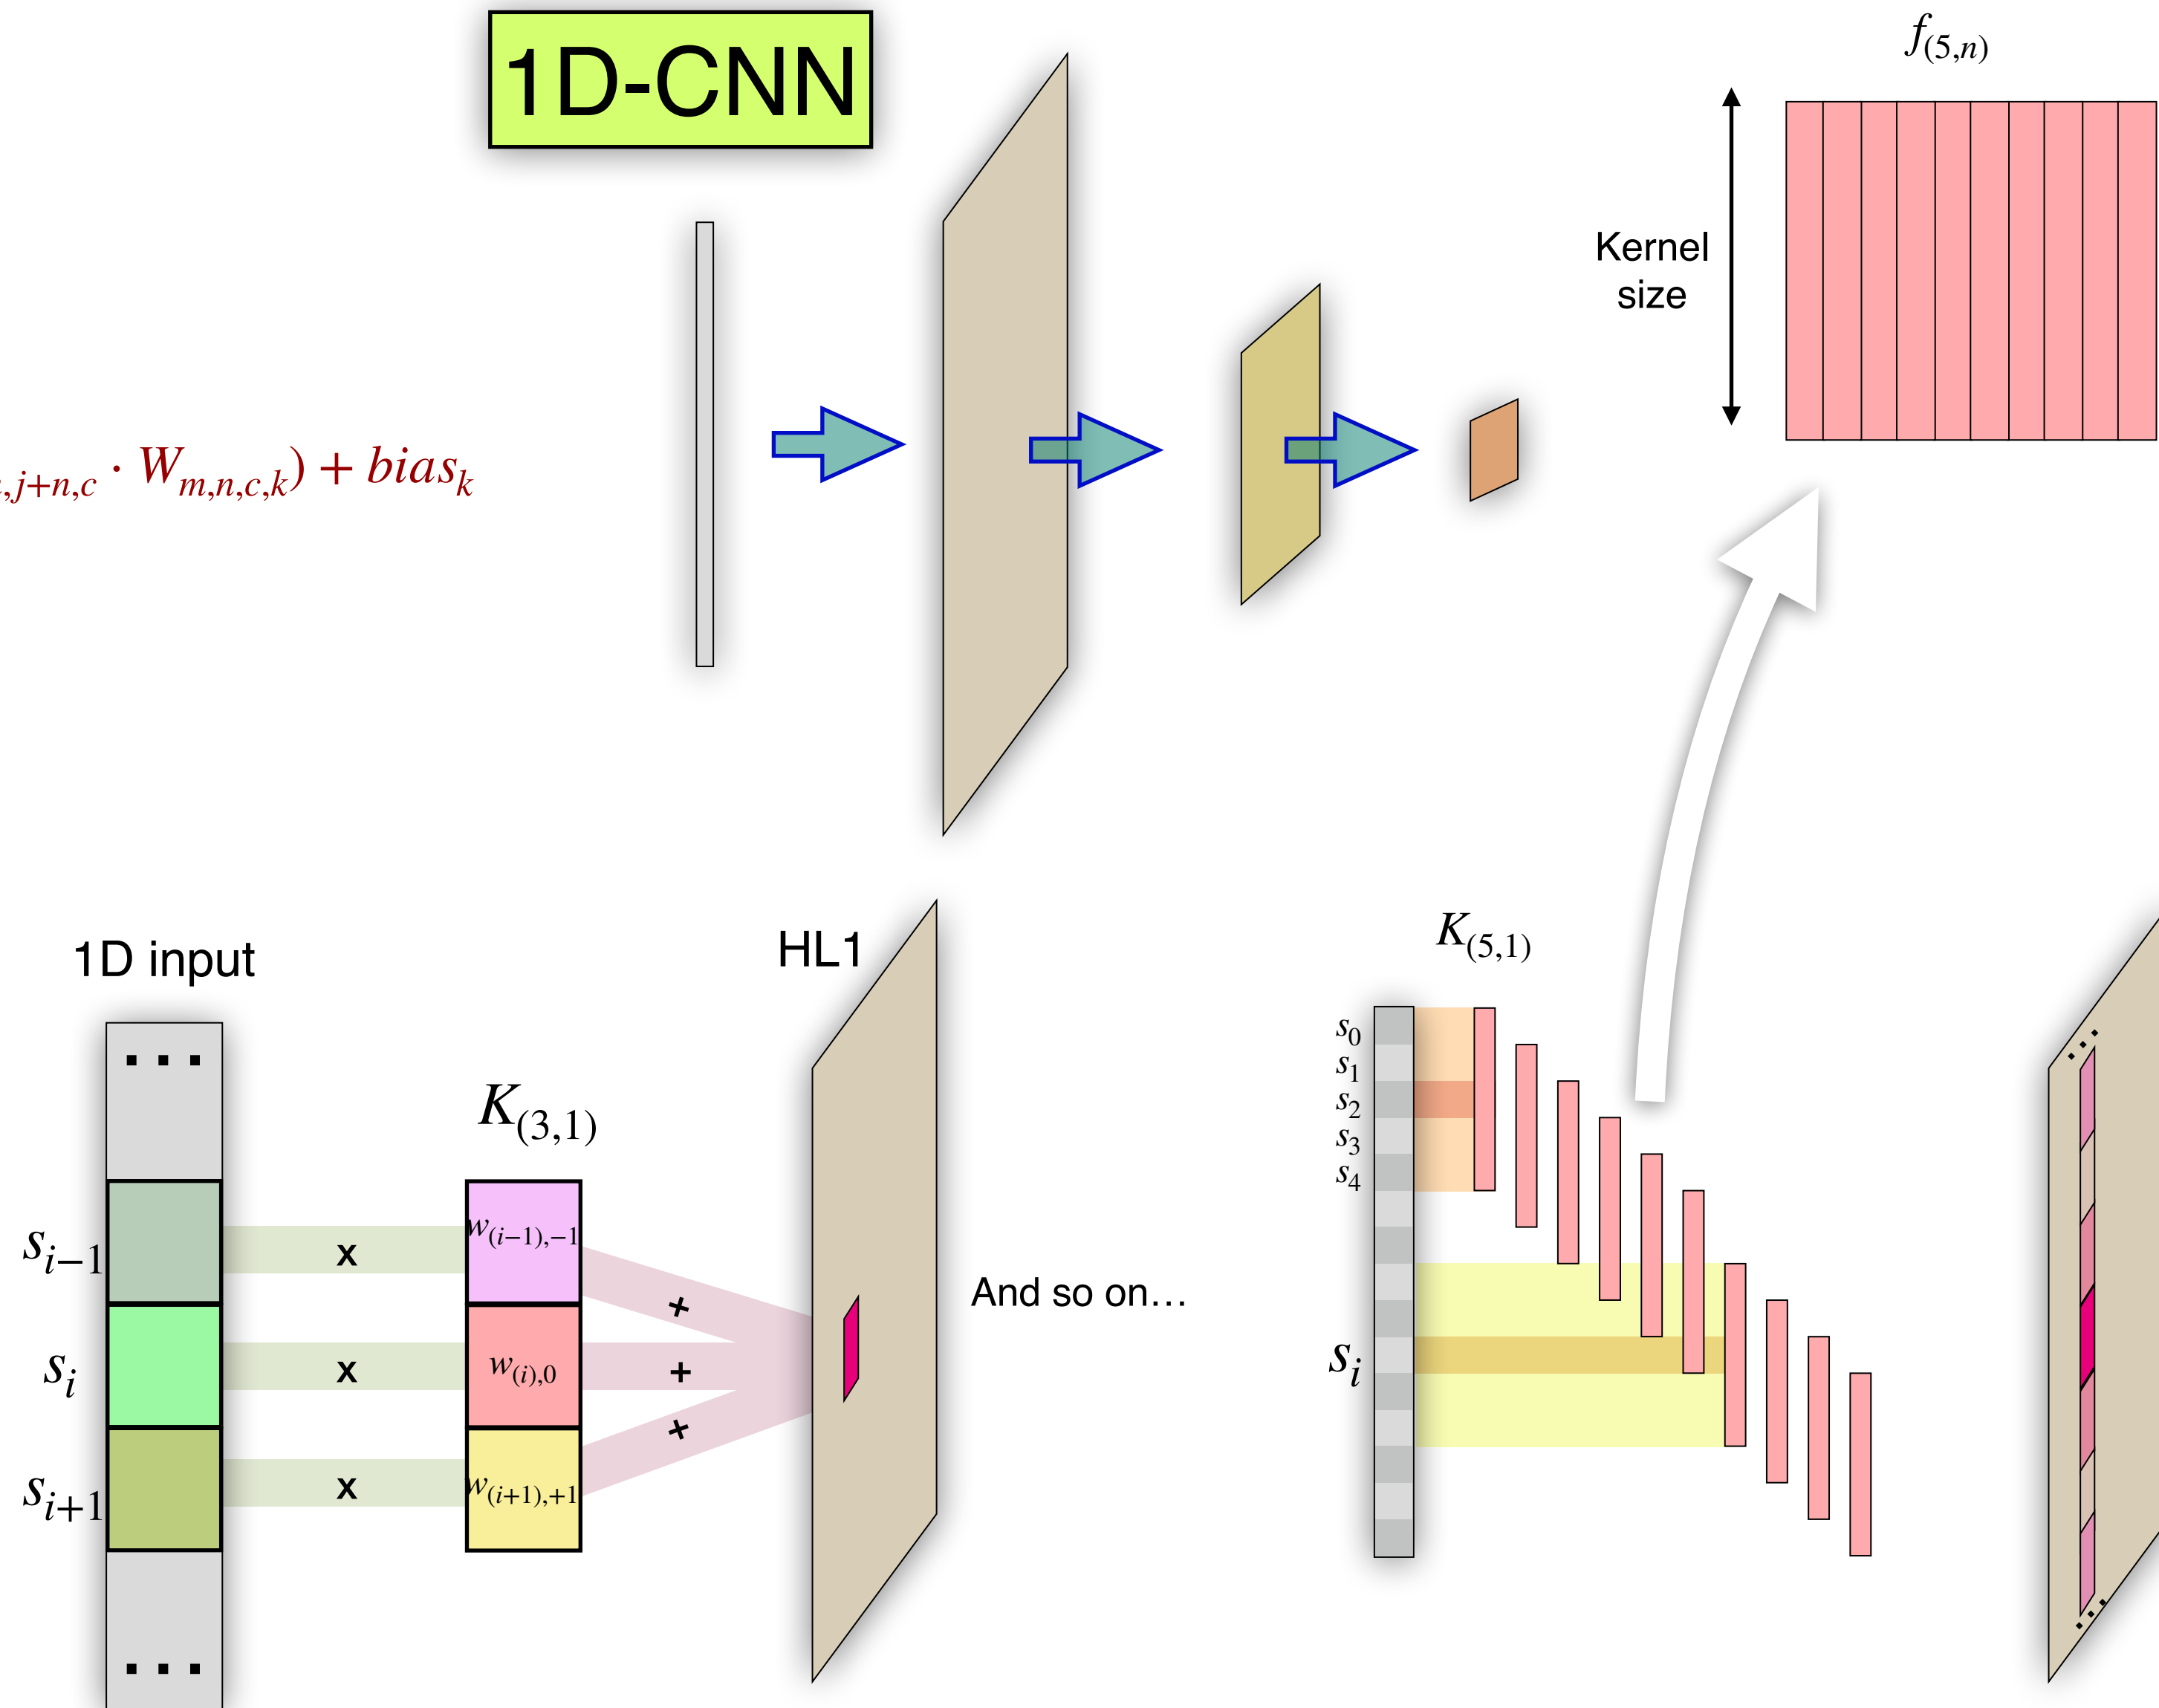 1D-CNN
f(5,n)
Kernel
size
,j+n,c · Wm,n,c,k) + biask
1D input
HL1
K(5,1)
K(3,1)
s0
s1
s2
s3
s4
...
si−1
x
w(i−1),−1
+
And so on...
si
x
w(i),0
+
si
si+1
x
w(i+1),+1
+
...